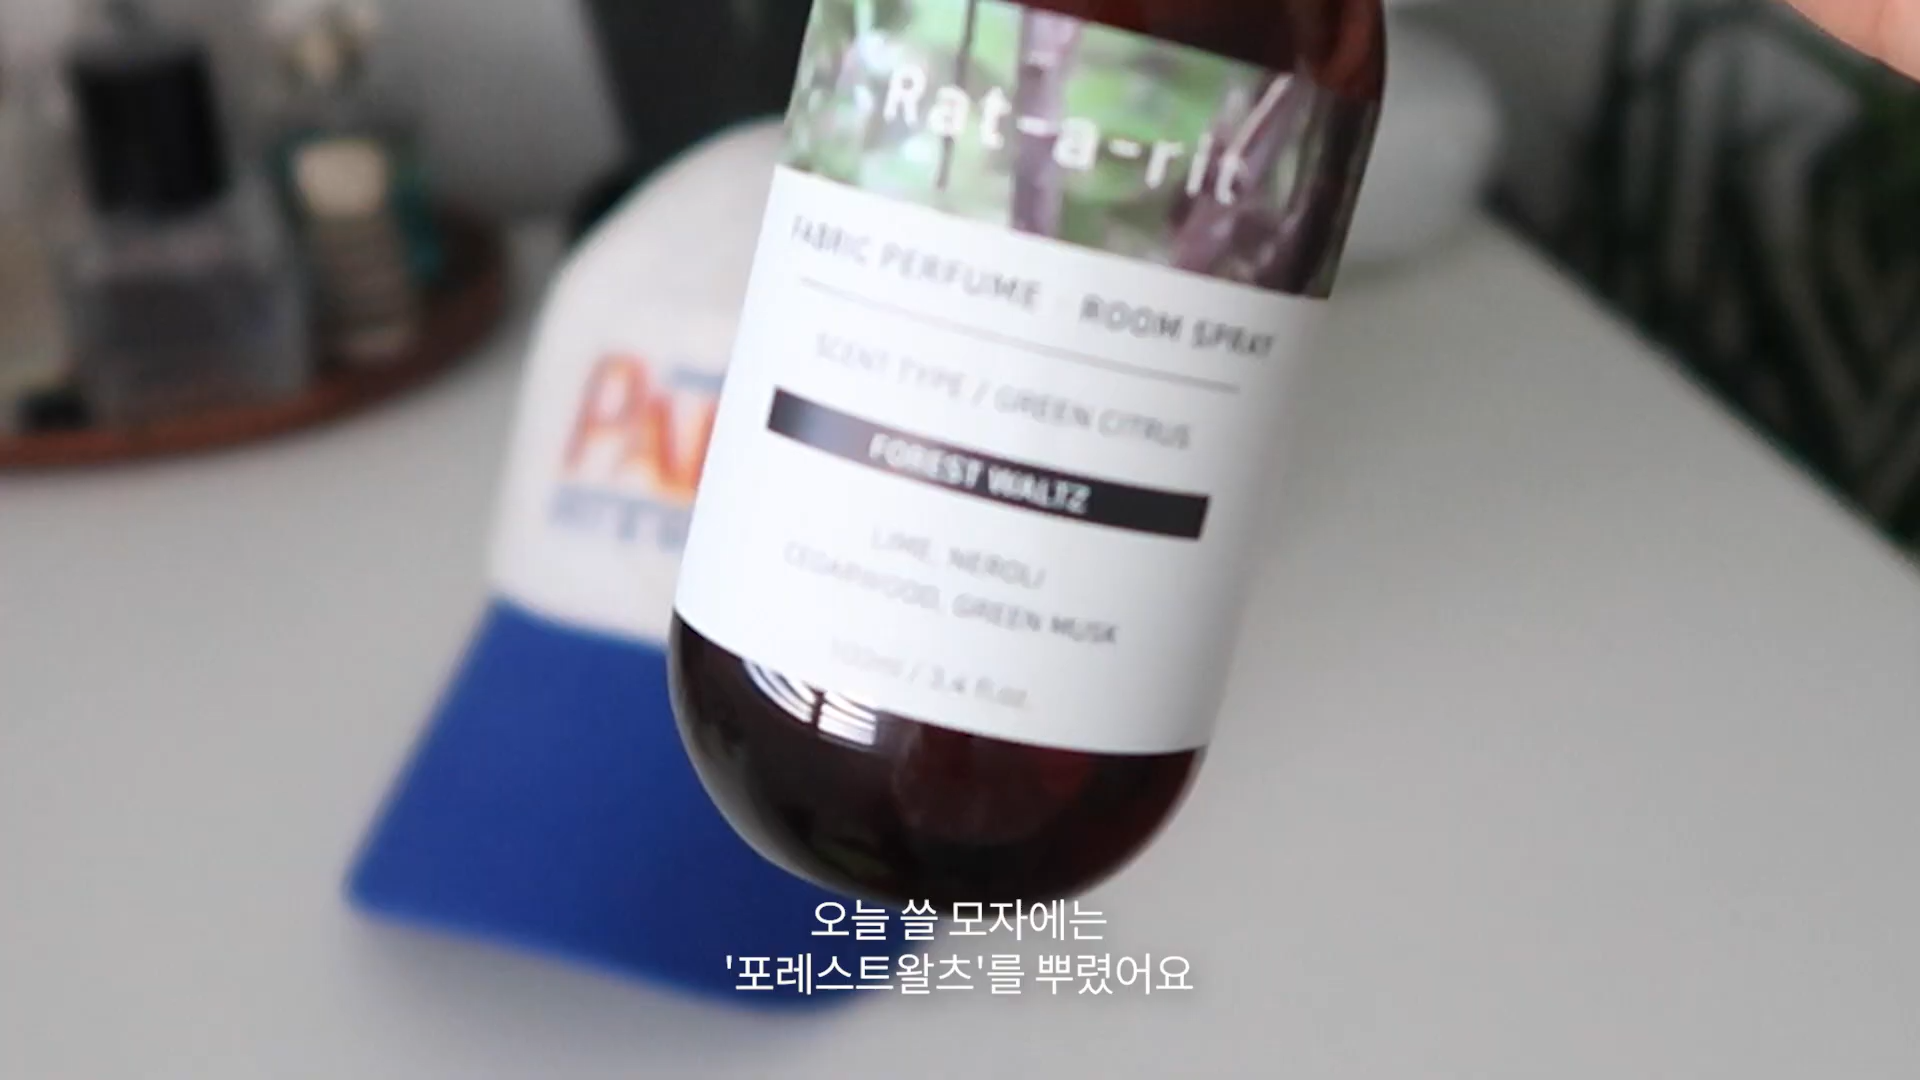 Rat-a-rit
FABRIC PERFUME · ROOM SPRAY
SCENT TYPE / GREEN CITRUS
FOREST WALTZ
LIME, NEROLI
CEDARWOOD, GREEN MUSK
100ml / 3.4 fl.oz
오늘 쓸 모자에는
'포레스트왈츠'를 뿌렸어요